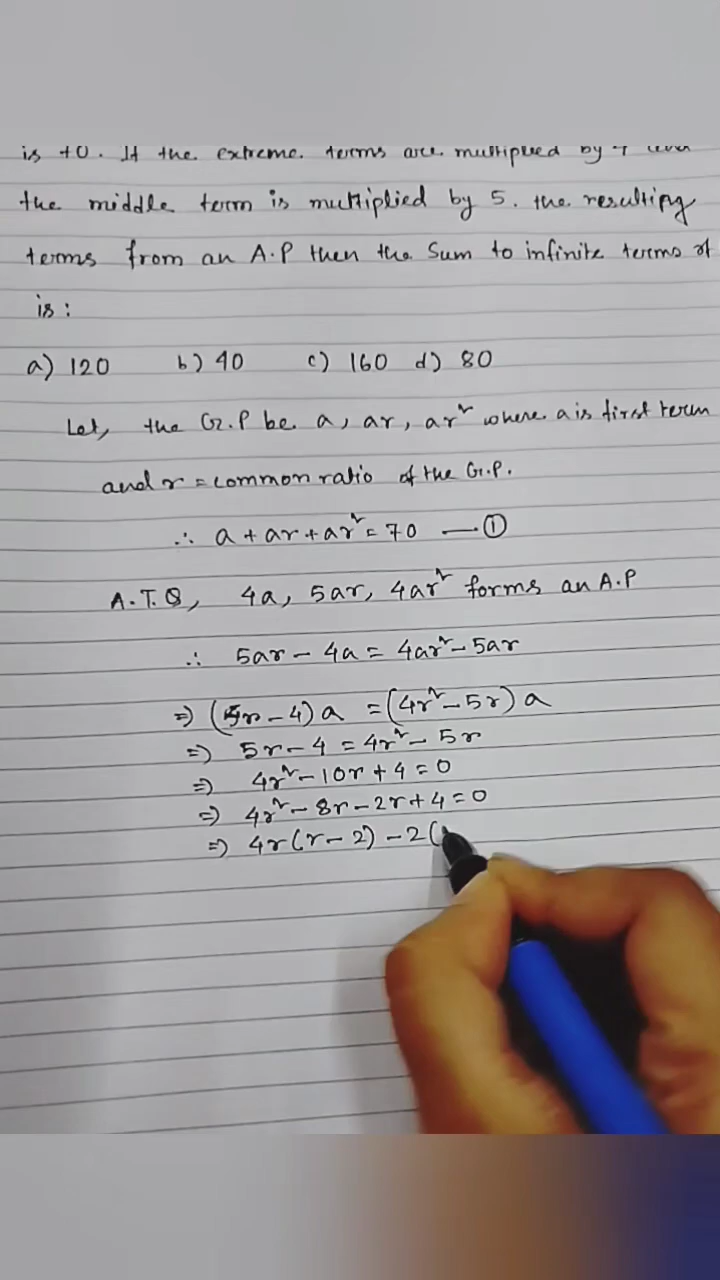 is 70. If the extreme terms are multiplied by 4
the middle term is multiplied by 5. the resulting
terms from an A.P then the Sum to infinite terms of
is :
a) 120 b) 40 c) 160 d) 80
Let, the G.P be a, ar, ar² where a is first term
and r = common ratio of the G.P.
∴ a + ar + ar² = 70 — ①
A.T.Q, 4a, 5ar, 4ar² forms an A.P
∴ 5ar - 4a = 4ar² - 5ar
⇒ (5r - 4) a = (4r² - 5r) a
⇒ 5r - 4 = 4r² - 5r
⇒ 4r² - 10r + 4 = 0
⇒ 4r² - 8r - 2r + 4 = 0
⇒ 4r (r - 2) - 2 (